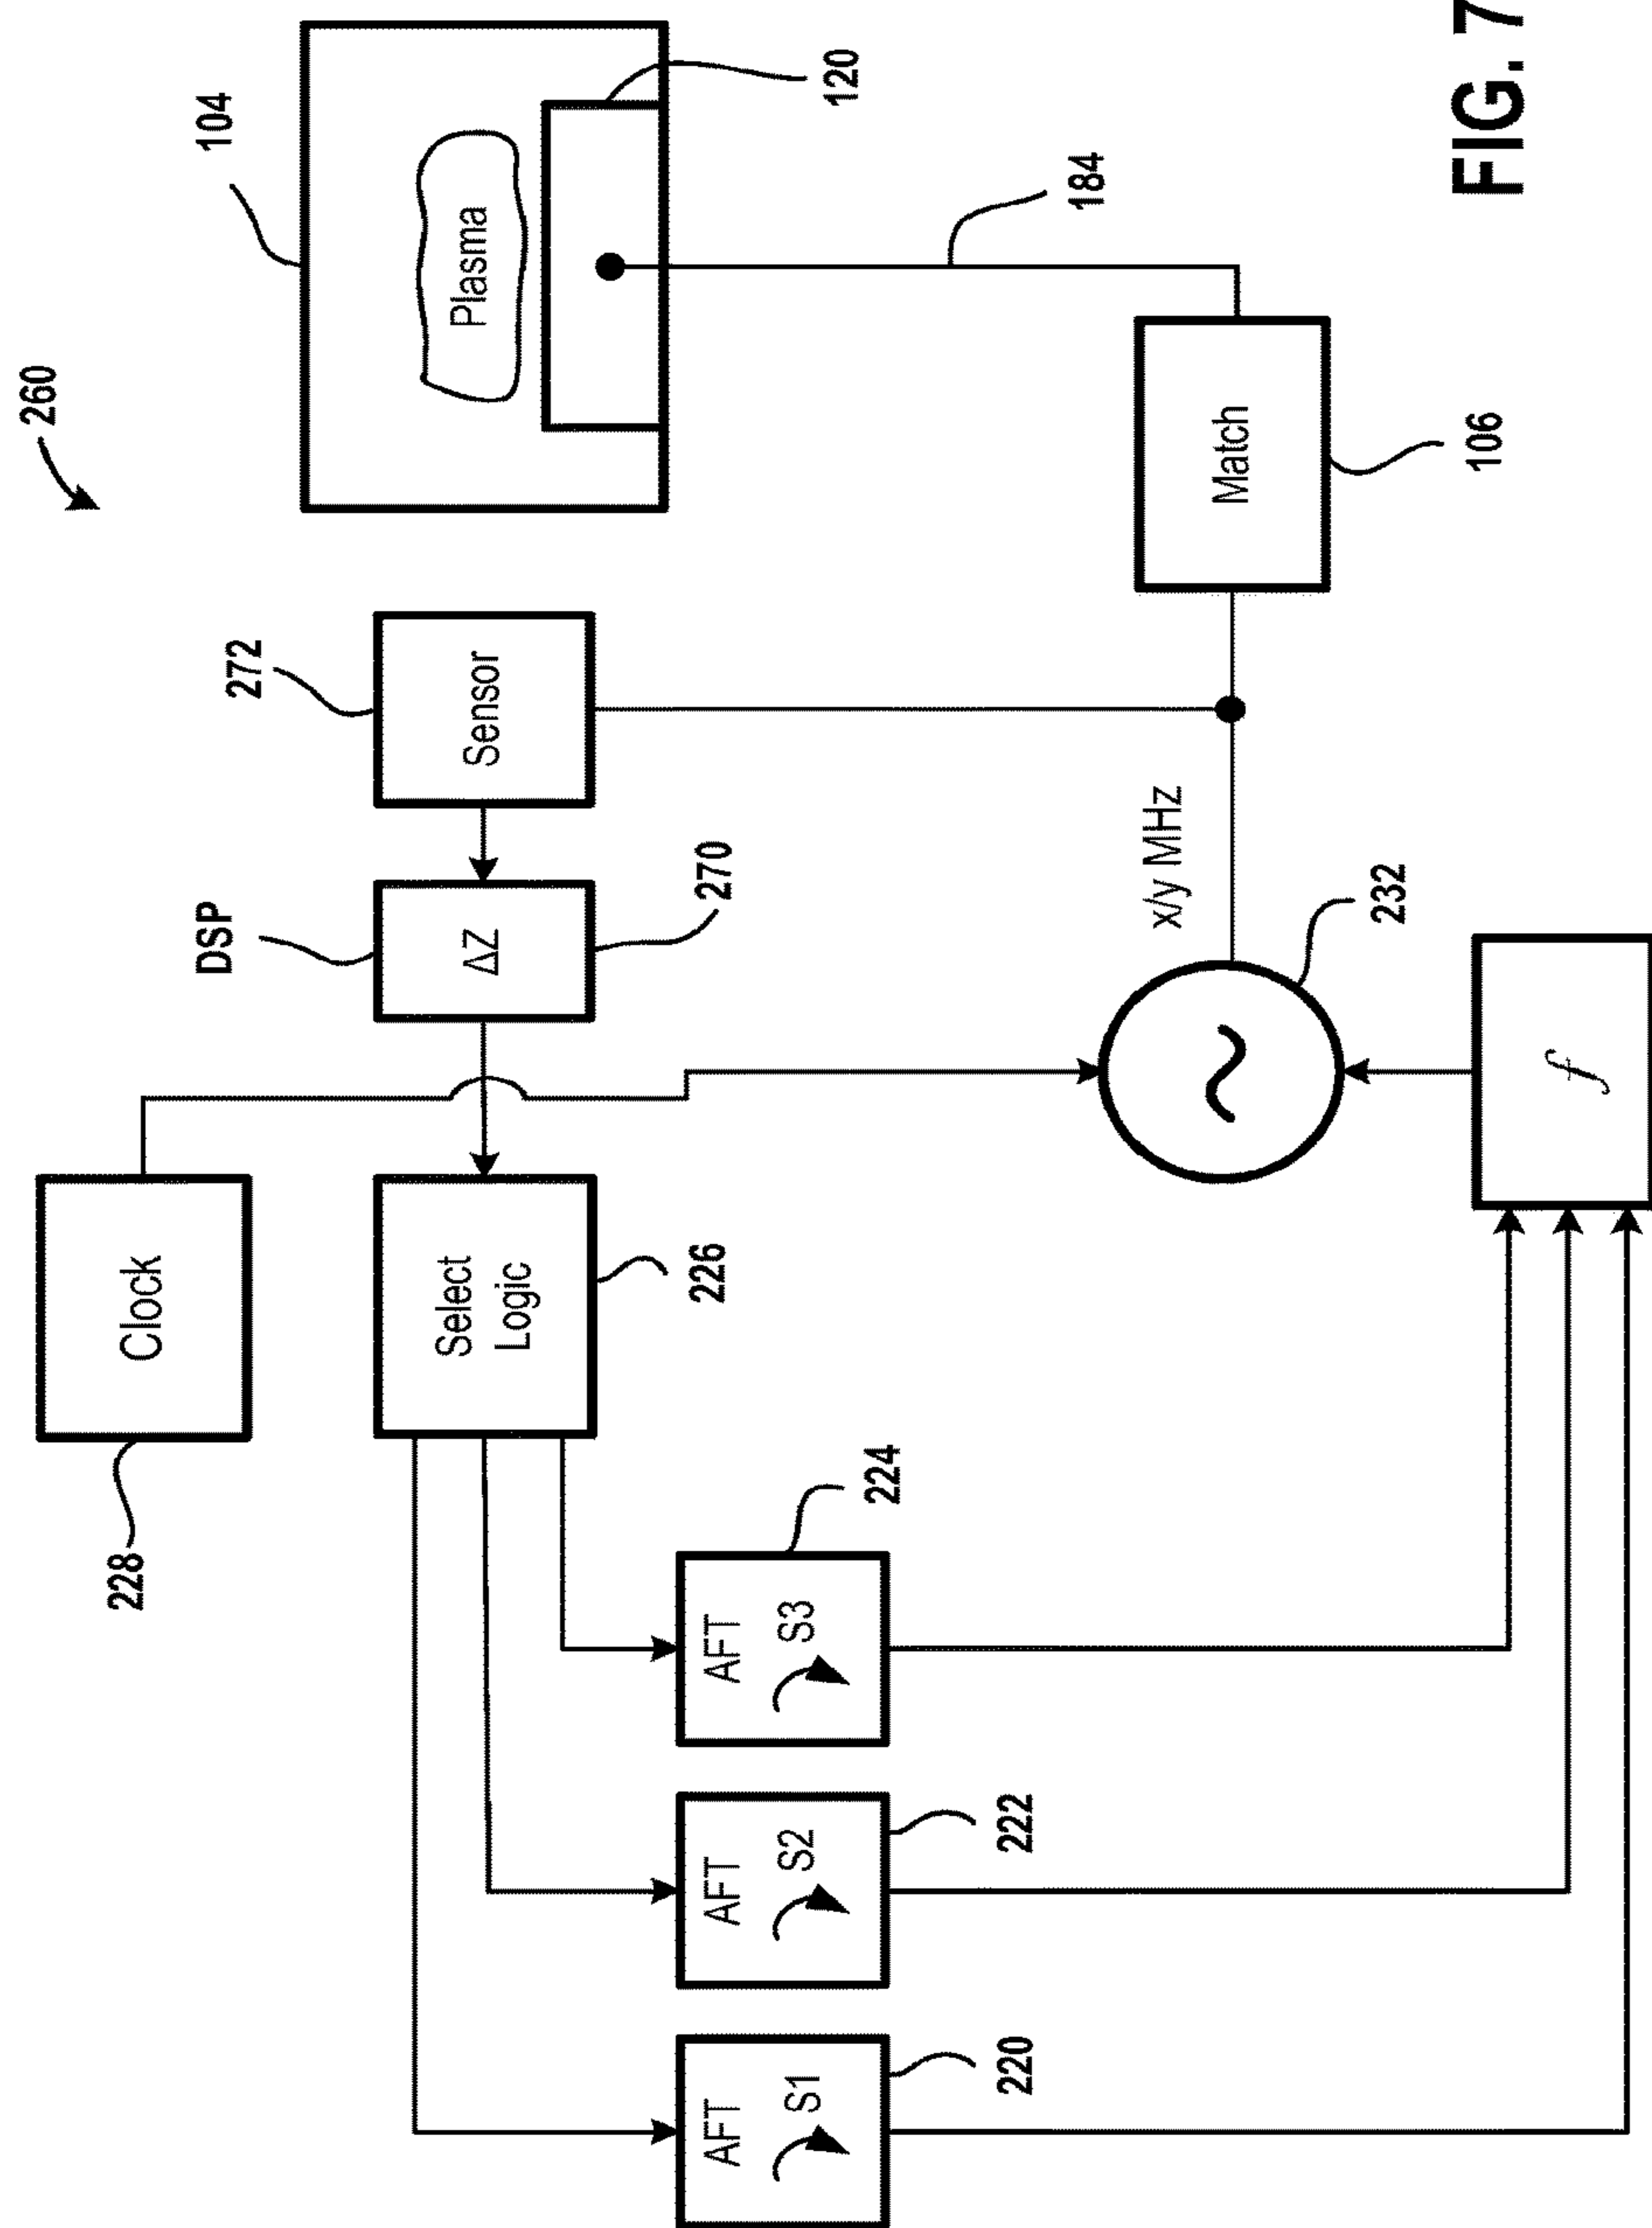 260
104
Plasma
120
184
Match
106
272
Sensor
DSP
ΔZ
270
x/y MHz
232
f
Clock
228
Select
Logic
226
AFT
S3
224
AFT
S2
222
AFT
S1
220
FIG. 7